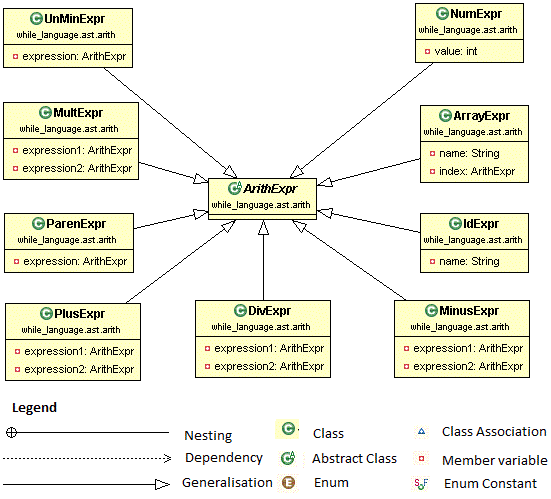 UnMinExpr
while_language.ast.arith
expression: ArithExpr
NumExpr
while_language.ast.arith
value: int
MultExpr
while_language.ast.arith
expression1: ArithExpr
expression2: ArithExpr
ArrayExpr
while_language.ast.arith
name: String
index: ArithExpr
ArithExpr
while_language.ast.arith
ParenExpr
while_language.ast.arith
expression: ArithExpr
IdExpr
while_language.ast.arith
name: String
PlusExpr
while_language.ast.arith
expression1: ArithExpr
expression2: ArithExpr
DivExpr
while_language.ast.arith
expression1: ArithExpr
expression2: ArithExpr
MinusExpr
while_language.ast.arith
expression1: ArithExpr
expression2: ArithExpr
Legend
Nesting
Class
Class Association
Dependency
Abstract Class
Member variable
Generalisation
Enum
Enum Constant